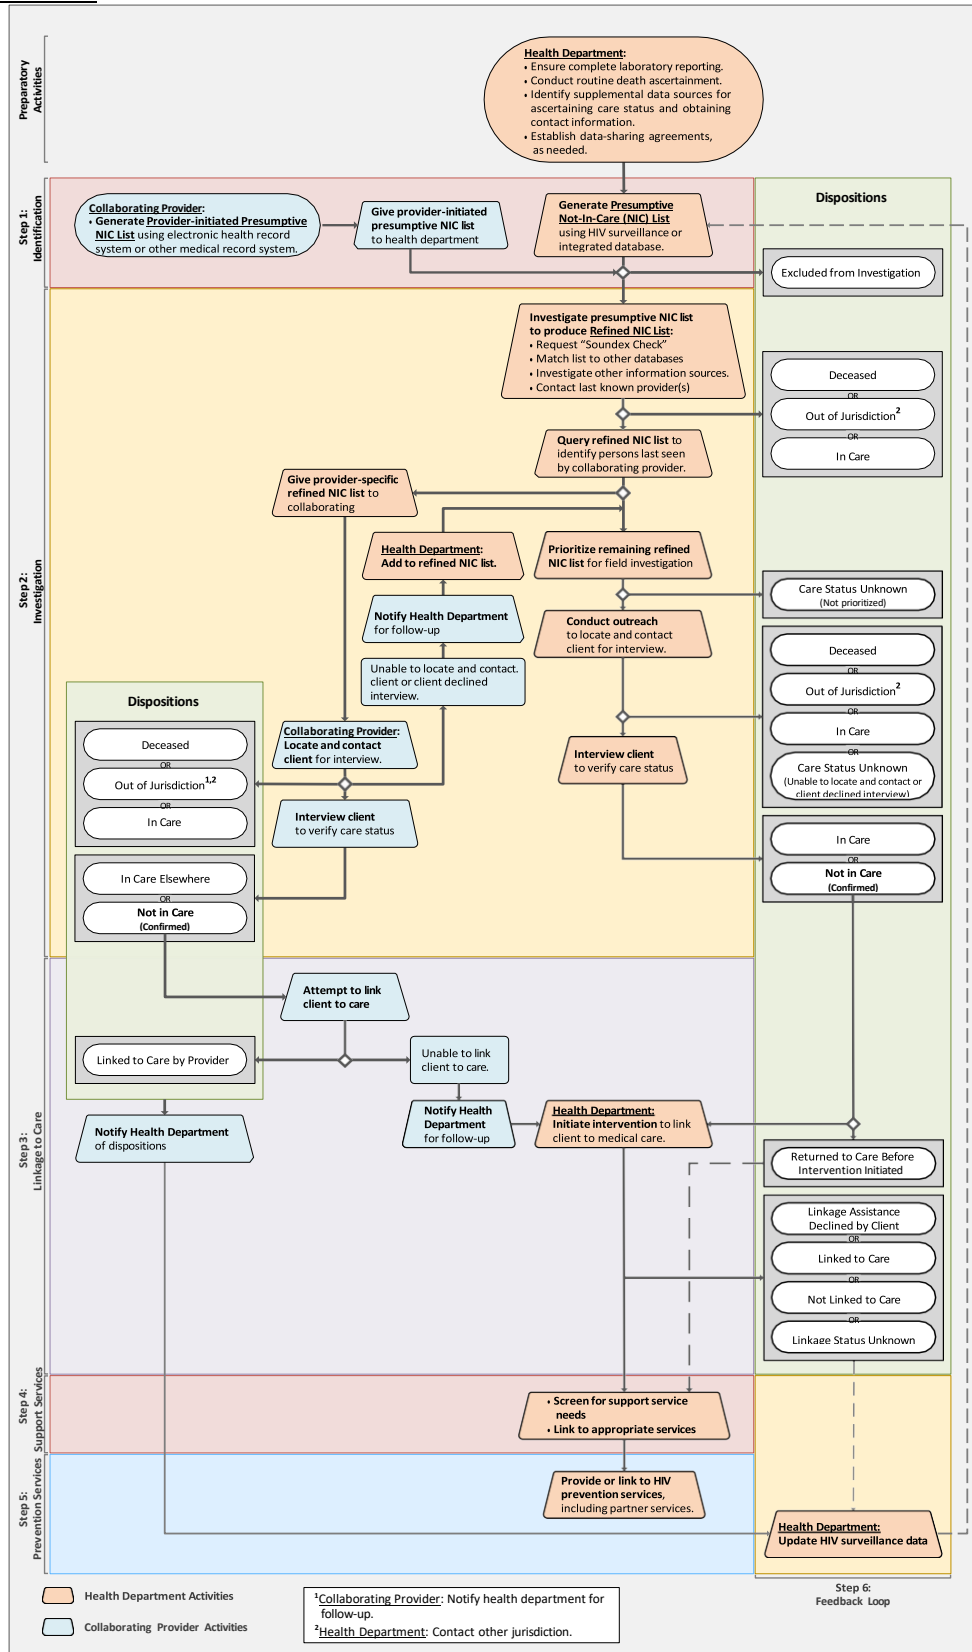 Preparatory
Activities
Health Department:
• Ensure complete laboratory reporting.
• Conduct routine death ascertainment.
• Identify supplemental data sources for
ascertaining care status and obtaining
contact information.
• Establish data-sharing agreements,
as needed.
Step 1:
Identification
Collaborating Provider:
• Generate Provider-initiated Presumptive
NIC List using electronic health record
system or other medical record system.
Give provider-initiated
presumptive NIC list
to health department
Generate Presumptive
Not-In-Care (NIC) List
using HIV surveillance or
integrated database.
Dispositions
Excluded from Investigation
Step 2:
Investigation
Investigate presumptive NIC list
to produce Refined NIC List:
• Request “Soundex Check”
• Match list to other databases
• Investigate other information sources.
• Contact last known provider(s)
Deceased
OR
Out of Jurisdiction2
OR
In Care
Query refined NIC list to
identify persons last seen
by collaborating provider.
Give provider-specific
refined NIC list to
collaborating
Health Department:
Add to refined NIC list.
Prioritize remaining refined
NIC list for field investigation
Care Status Unknown
(Not prioritized)
Notify Health Department
for follow-up
Conduct outreach
to locate and contact
client for interview.
Unable to locate and contact.
client or client declined
interview.
Deceased
OR
Out of Jurisdiction2
OR
In Care
OR
Care Status Unknown
(Unable to locate and contact or
client declined interview)
Dispositions
Deceased
OR
Out of Jurisdiction1,2
OR
In Care
Collaborating Provider:
Locate and contact
client for interview.
Interview client
to verify care status
Interview client
to verify care status
In Care
OR
Not in Care
(Confirmed)
In Care Elsewhere
OR
Not in Care
(Confirmed)
Step 3:
Linkage to Care
Attempt to link
client to care
Linked to Care by Provider
Unable to link
client to care.
Notify Health Department
of dispositions
Notify Health
Department
for follow-up
Health Department:
Initiate intervention to link
client to medical care.
Returned to Care Before
Intervention Initiated
Linkage Assistance
Declined by Client
OR
Linked to Care
OR
Not Linked to Care
OR
Linkage Status Unknown
Step 4:
Support Services
• Screen for support service
needs
• Link to appropriate services
Step 5:
Prevention Services
Provide or link to HIV
prevention services,
including partner services.
Health Department:
Update HIV surveillance data
Step 6:
Feedback Loop
Health Department Activities
Collaborating Provider Activities
1Collaborating Provider: Notify health department for
follow-up.
2Health Department: Contact other jurisdiction.